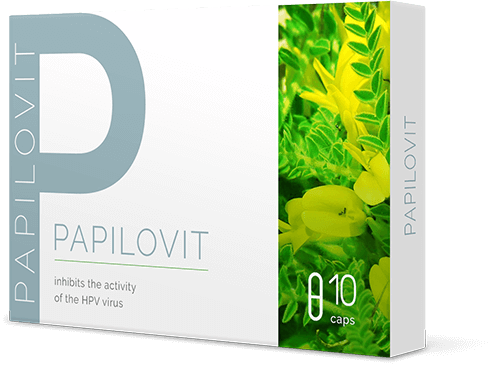 PAPILOVIT
P
PAPILOVIT
inhibits the activity
of the HPV virus
10
caps
PAPILOVIT